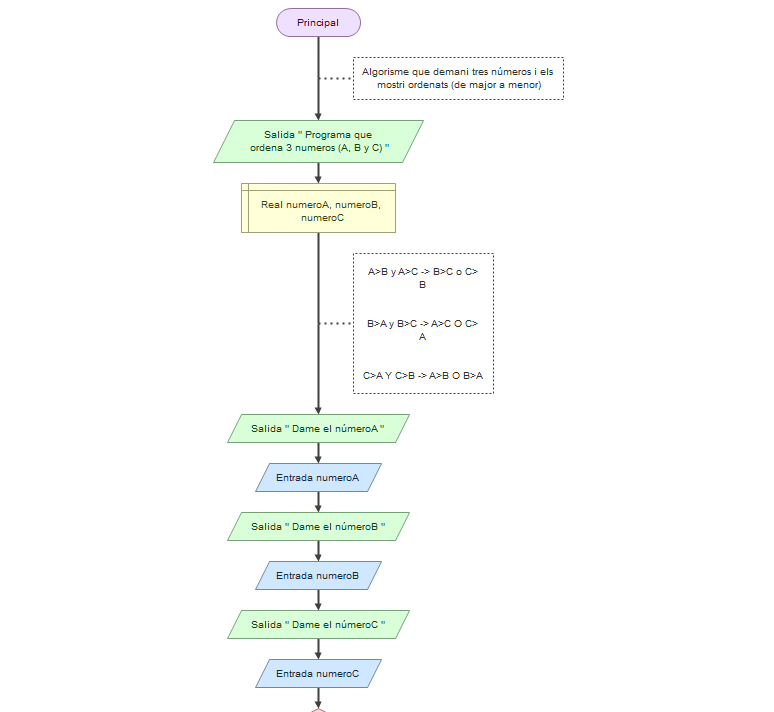 Principal
Algorisme que demani tres números i els
mostri ordenats (de major a menor)
Salida " Programa que
ordena 3 numeros (A, B y C) "
Real numeroA, numeroB,
numeroC
A>B y A>C -> B>C o C>
B
B>A y B>C -> A>C O C>
A
C>A Y C>B -> A>B O B>A
Salida " Dame el númeroA "
Entrada numeroA
Salida " Dame el númeroB "
Entrada numeroB
Salida " Dame el númeroC "
Entrada numeroC